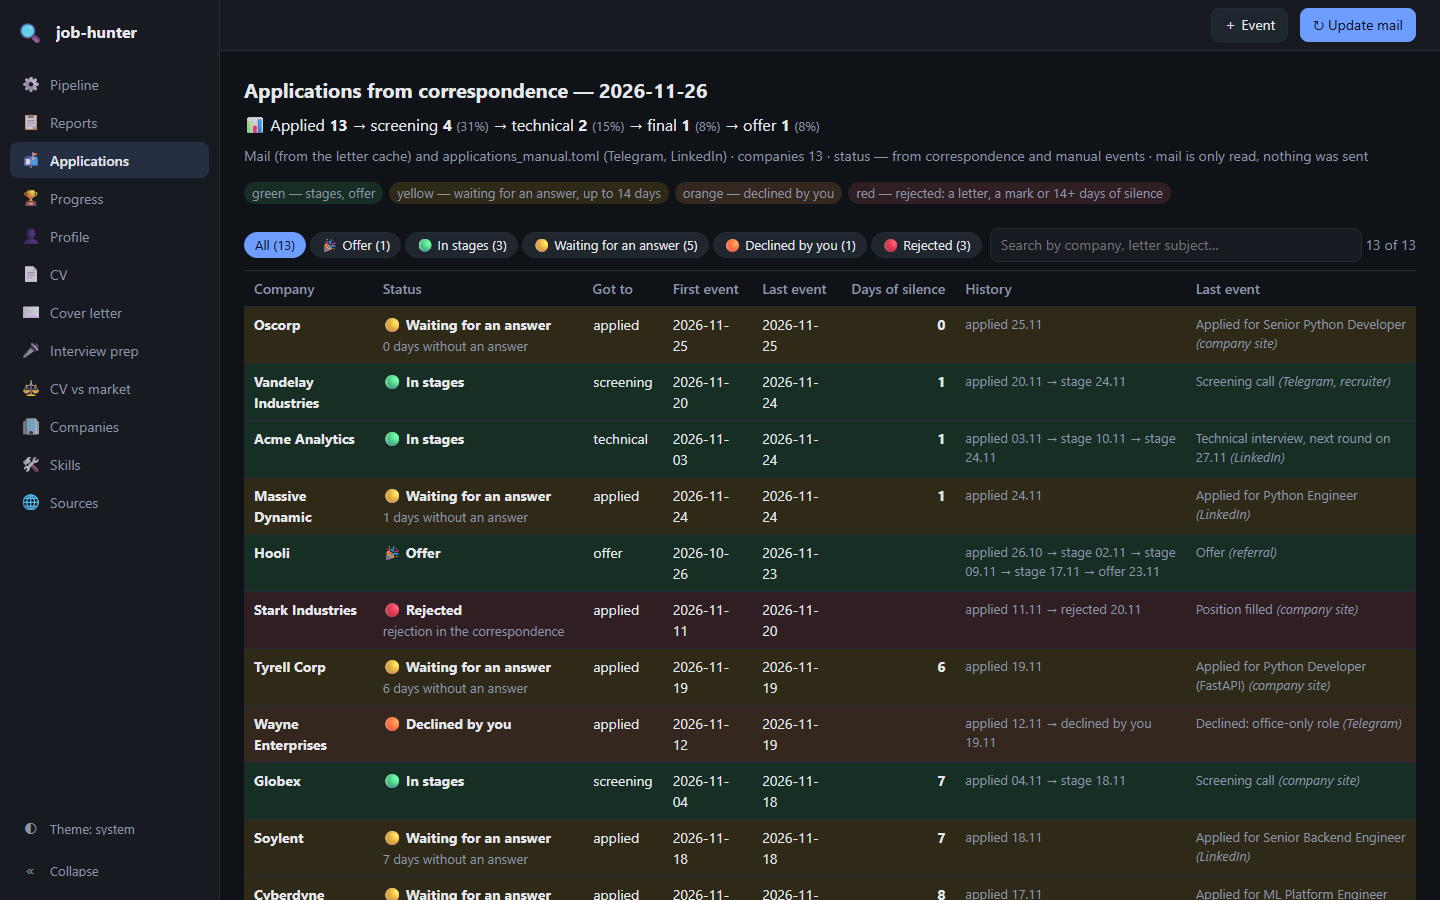 job-hunter
+ Event
↻ Update mail
Pipeline
Reports
Applications
Progress
Profile
CV
Cover letter
Interview prep
CV vs market
Companies
Skills
Sources
Theme: system
« Collapse
Applications from correspondence — 2026-11-26
Applied 13 → screening 4 (31%) → technical 2 (15%) → final 1 (8%) → offer 1 (8%)
Mail (from the letter cache) and applications_manual.toml (Telegram, LinkedIn) · companies 13 · status — from correspondence and manual events · mail is only read, nothing was sent
green — stages, offer yellow — waiting for an answer, up to 14 days orange — declined by you red — rejected: a letter, a mark or 14+ days of silence
All (13) Offer (1) In stages (3) Waiting for an answer (5) Declined by you (1) Rejected (3) Search by company, letter subject... 13 of 13
Company Status Got to First event Last event Days of silence History Last event
Oscorp Waiting for an answer applied 2026-11- 2026-11- 0 applied 25.11 Applied for Senior Python Developer
0 days without an answer 25 25 (company site)
Vandelay In stages screening 2026-11- 2026-11- 1 applied 20.11 → stage 24.11 Screening call (Telegram, recruiter)
Industries 20 24
Acme Analytics In stages technical 2026-11- 2026-11- 1 applied 03.11 → stage 10.11 → stage Technical interview, next round on
03 24 24.11 27.11 (LinkedIn)
Massive Waiting for an answer applied 2026-11- 2026-11- 1 applied 24.11 Applied for Python Engineer
Dynamic 1 days without an answer 24 24 (LinkedIn)
Hooli Offer offer 2026-10- 2026-11- applied 26.10 → stage 02.11 → stage Offer (referral)
26 23 09.11 → stage 17.11 → offer 23.11
Stark Industries Rejected applied 2026-11- 2026-11- applied 11.11 → rejected 20.11 Position filled (company site)
rejection in the correspondence 11 20
Tyrell Corp Waiting for an answer applied 2026-11- 2026-11- 6 applied 19.11 Applied for Python Developer
6 days without an answer 19 19 (FastAPI) (company site)
Wayne Declined by you applied 2026-11- 2026-11- applied 12.11 → declined by you Declined: office-only role (Telegram)
Enterprises 12 19 19.11
Globex In stages screening 2026-11- 2026-11- 7 applied 04.11 → stage 18.11 Screening call (company site)
04 18
Soylent Waiting for an answer applied 2026-11- 2026-11- 7 applied 18.11 Applied for Senior Backend Engineer
7 days without an answer 18 18 (LinkedIn)
Cyberdyne Waiting for an answer applied 2026-11- 2026-11- 8 applied 17.11 Applied for ML Platform Engineer